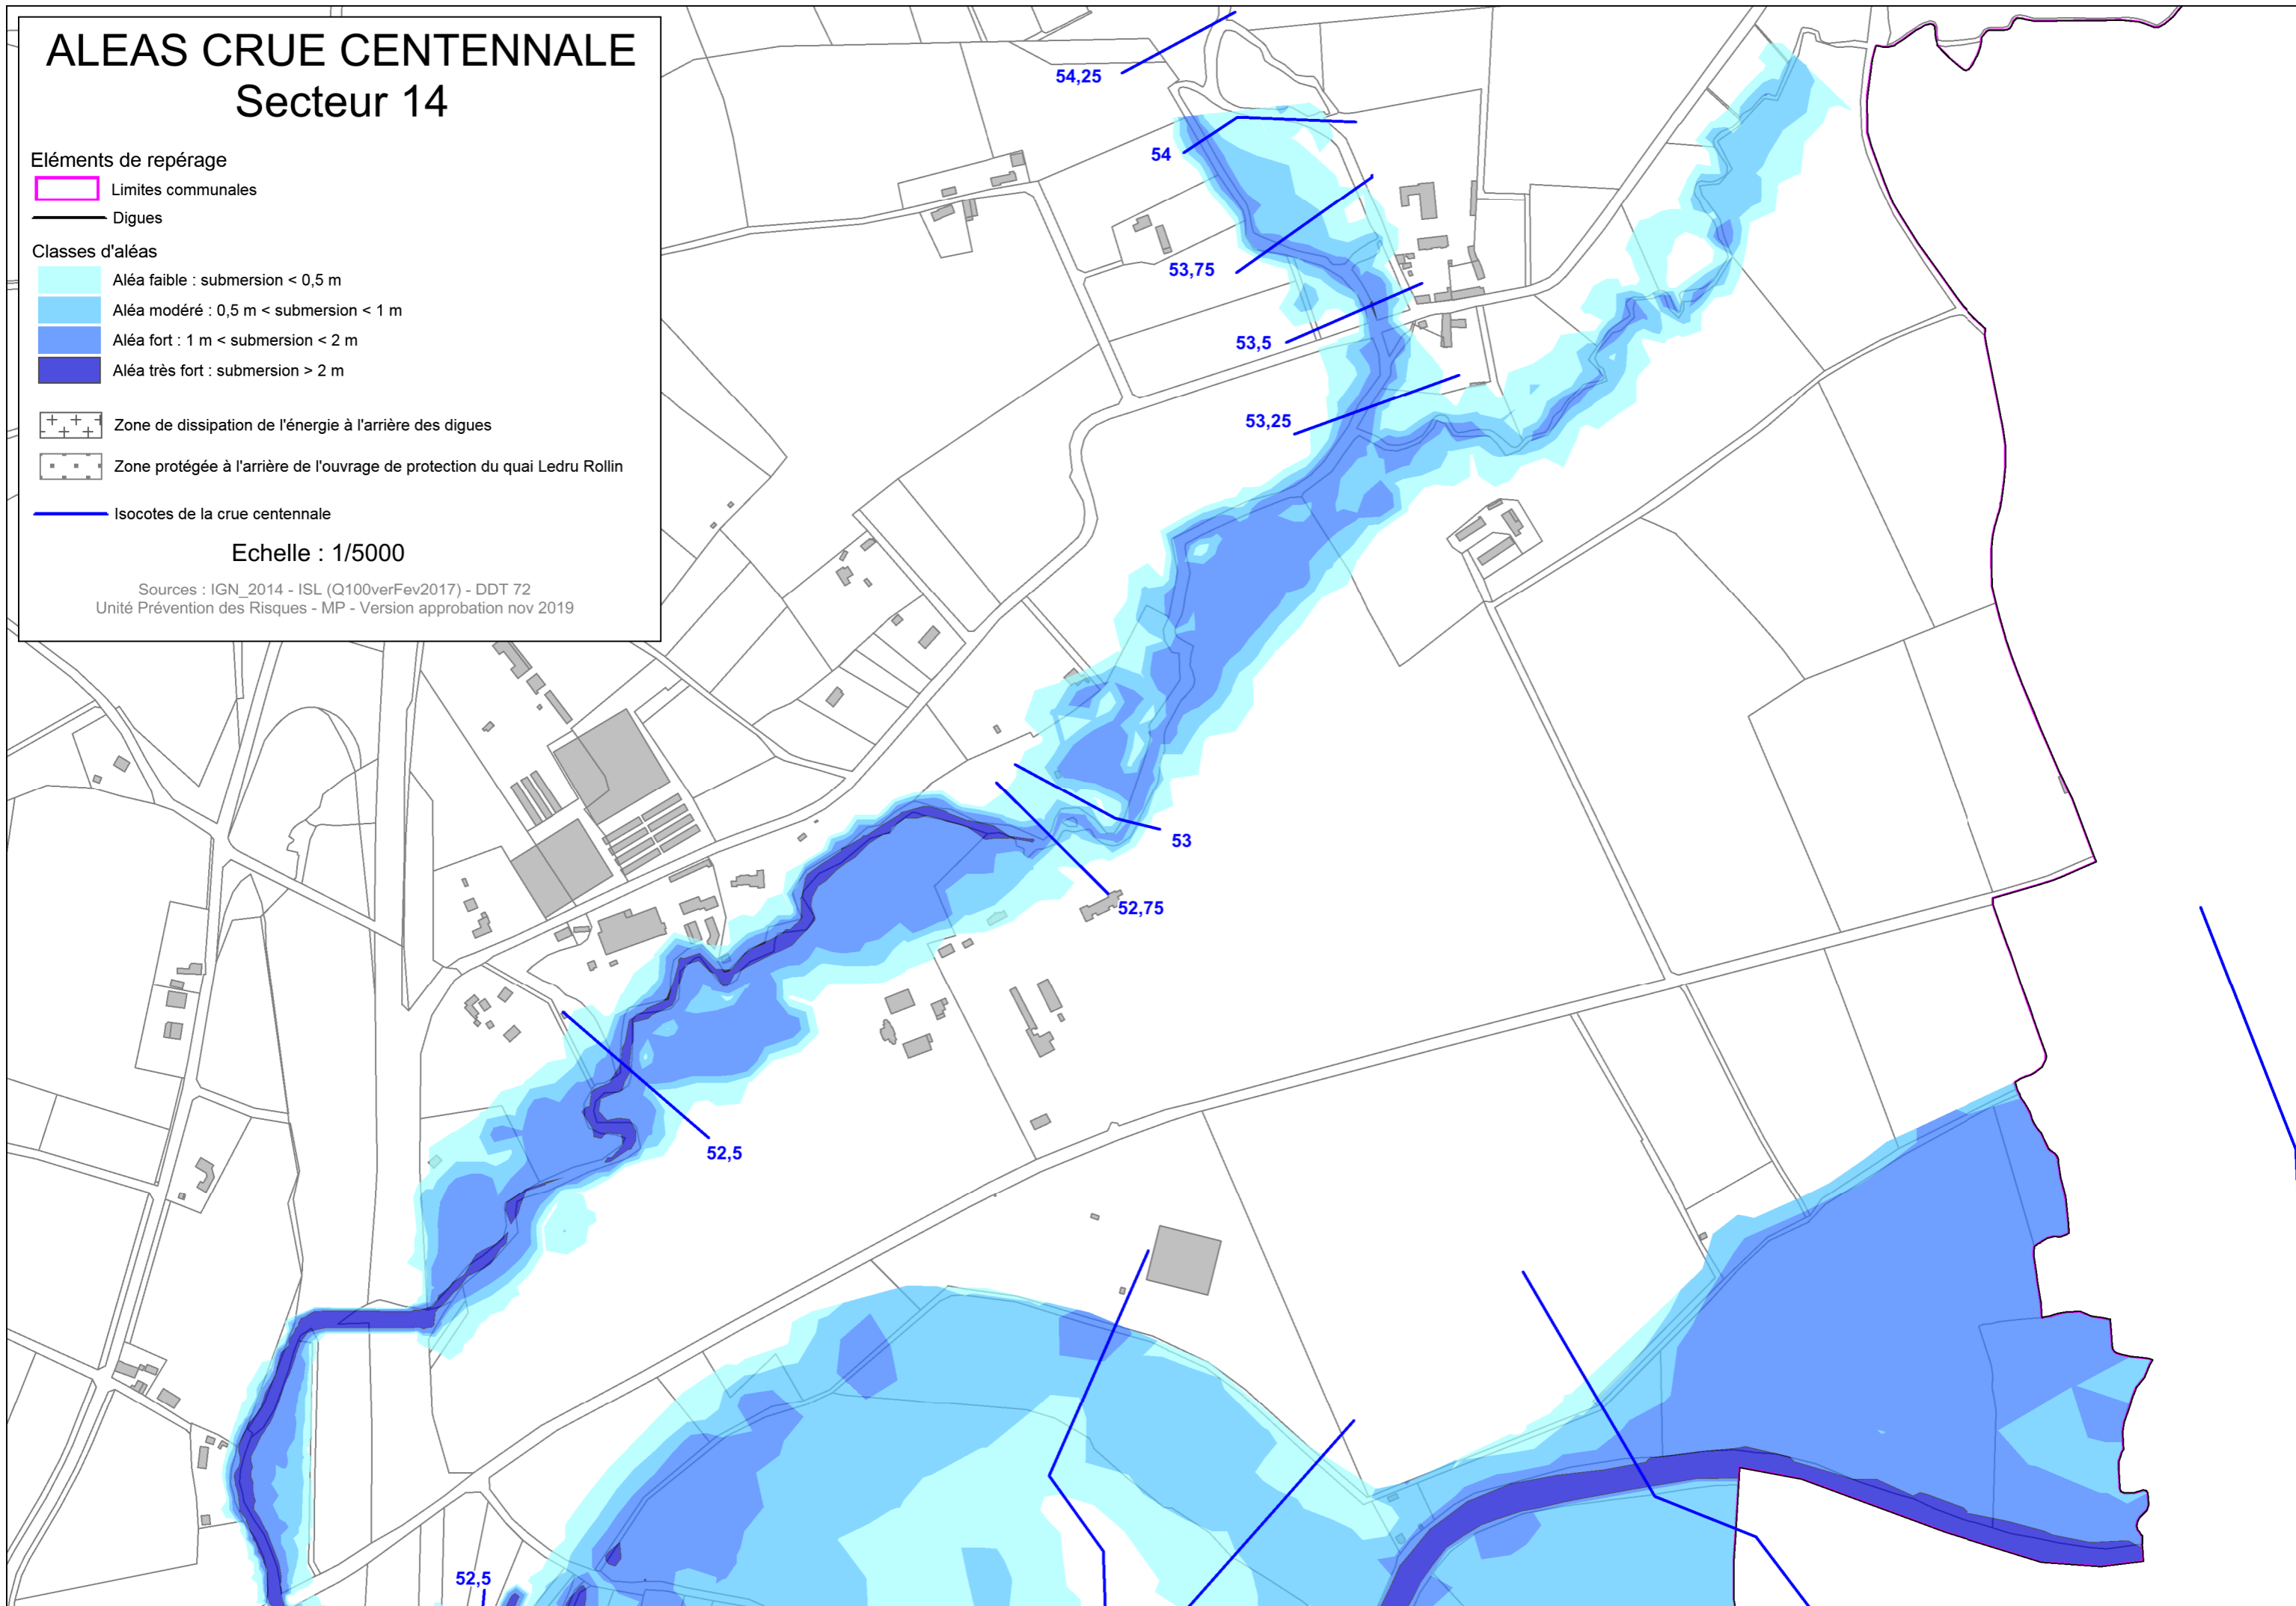 ALEAS CRUE CENTENNALE
Secteur 14
Eléments de repérage
Limites communales
Digues
Classes d'aléas
Aléa faible : submersion < 0,5 m
Aléa modéré : 0,5 m < submersion < 1 m
Aléa fort : 1 m < submersion < 2 m
Aléa très fort : submersion > 2 m
Zone de dissipation de l'énergie à l'arrière des digues
Zone protégée à l'arrière de l'ouvrage de protection du quai Ledru Rollin
Isocotes de la crue centennale
Echelle : 1/5000
Sources : IGN_2014 - ISL (Q100verFev2017) - DDT 72
Unité Prévention des Risques - MP - Version approbation nov 2019
54,25
54
53,75
53,5
53,25
53
52,75
52,5
52,5